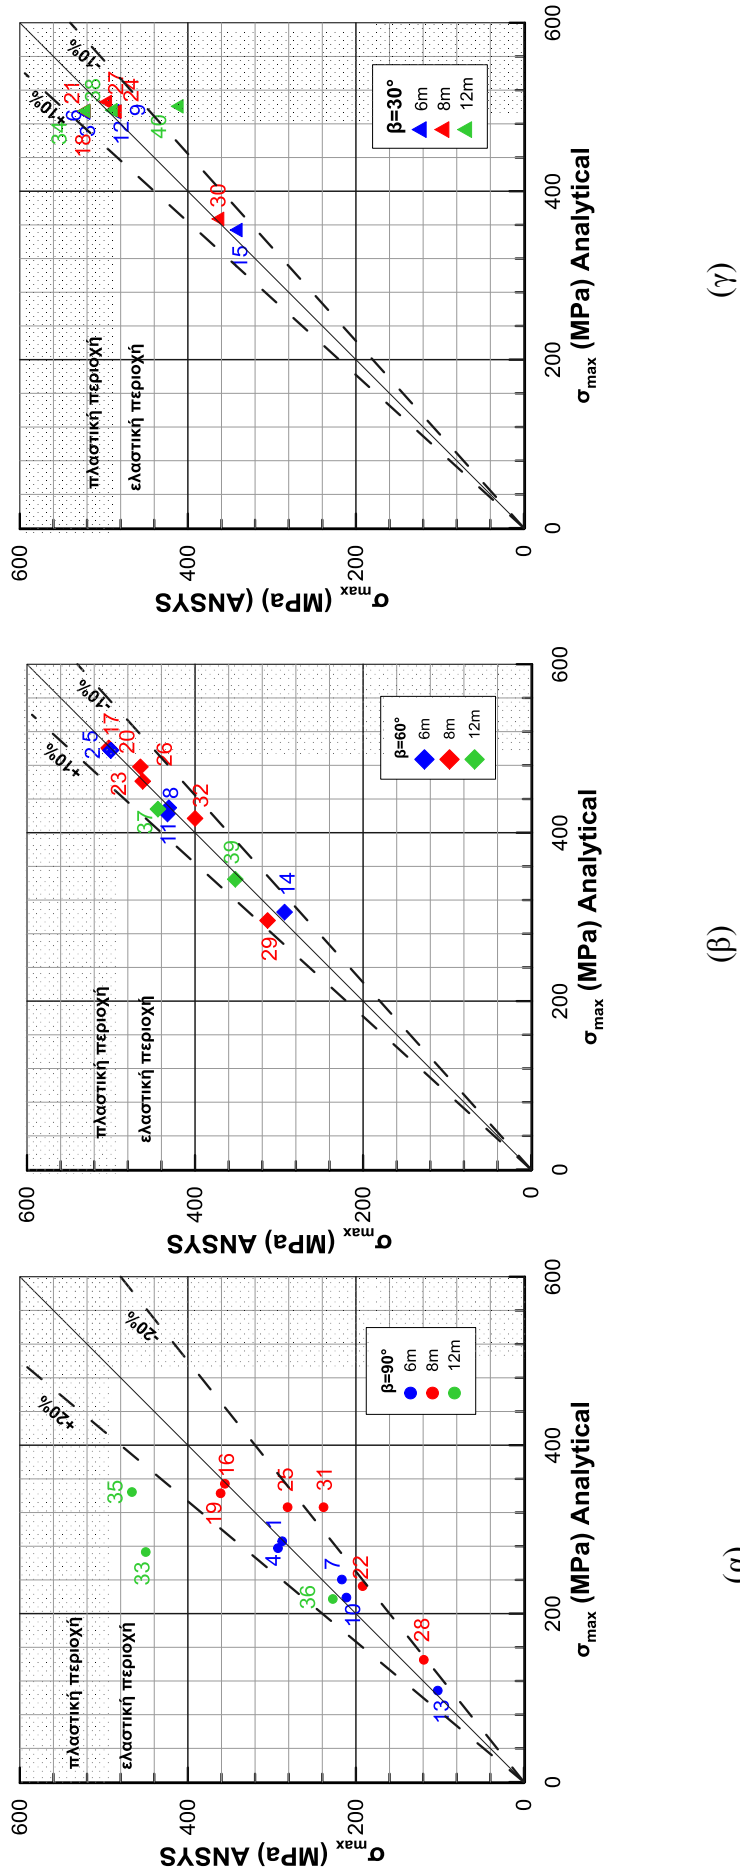 600
400
200
0
σmax (MPa) ANSYS
0
200
400
600
σmax (MPa) Analytical
πλαστική περιοχή
ελαστική περιοχή
+20%
-20%
β=90°
6m
8m
12m
35
33
19
16
25
31
4
1
7
10
36
22
28
13
(α)
600
400
200
0
σmax (MPa) ANSYS
0
200
400
600
σmax (MPa) Analytical
πλαστική περιοχή
ελαστική περιοχή
+10%
-10%
β=60°
6m
8m
12m
2
5
17
20
23
26
37
11
8
32
39
14
29
(β)
600
400
200
0
σmax (MPa) (ANSYS)
0
200
400
600
σmax (MPa) Analytical
πλαστική περιοχή
ελαστική περιοχή
+10%
-10%
β=30°
6m
8m
12m
34
3
6
21
18
38
27
24
12
9
40
30
15
(γ)